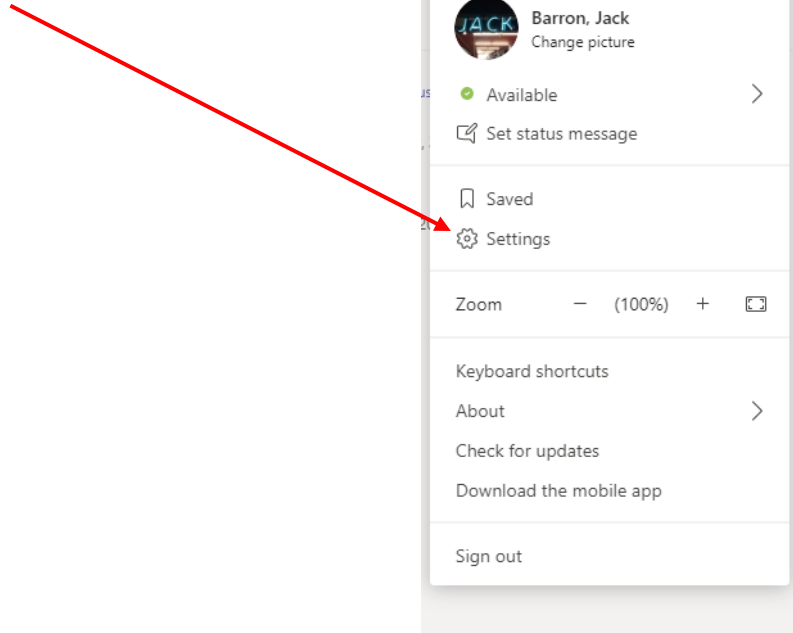 JACK
Barron, Jack
Change picture
Available
Set status message
Saved
Settings
Zoom − (100%) +
Keyboard shortcuts
About
Check for updates
Download the mobile app
Sign out